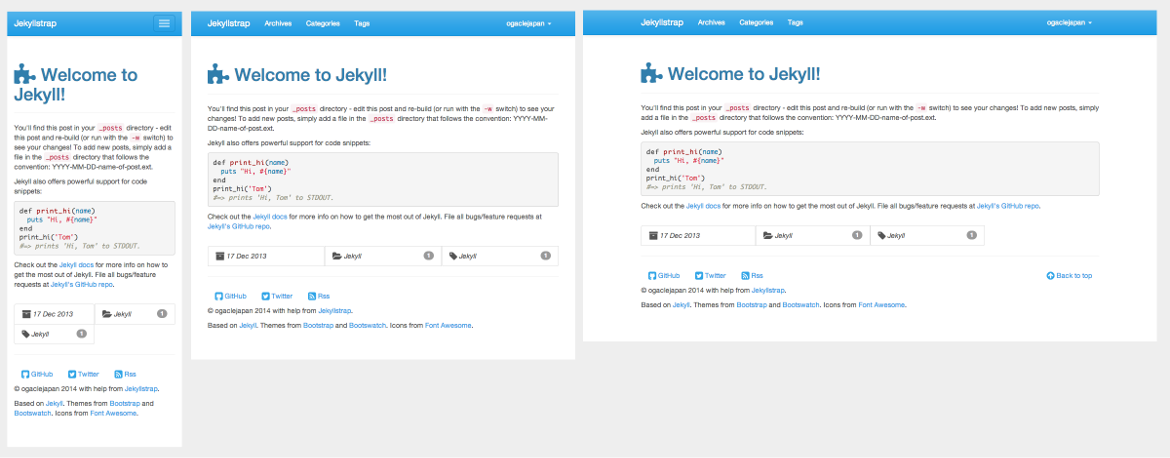 Jekyllstrap
Welcome to
Jekyll!
You'll find this post in your _posts directory - edit
this post and re-build (or run with the -w switch) to
see your changes! To add new posts, simply add a
file in the _posts directory that follows the
convention: YYYY-MM-DD-name-of-post.ext.
Jekyll also offers powerful support for code
snippets:
def print_hi(name)
puts "Hi, #{name}"
end
print_hi('Tom')
#=> prints 'Hi, Tom' to STDOUT.
Check out the Jekyll docs for more info on how to
get the most out of Jekyll. File all bugs/feature
requests at Jekyll's GitHub repo.
17 Dec 2013 Jekyll 1
Jekyll 1
GitHub Twitter Rss
© ogaclejapan 2014 with help from Jekyllstrap.
Based on Jekyll. Themes from Bootstrap and
Bootswatch. Icons from Font Awesome.
Jekyllstrap Archives Categories Tags ogaclejapan
Welcome to Jekyll!
You'll find this post in your _posts directory - edit this post and re-build (or run with the -w switch) to see your
changes! To add new posts, simply add a file in the _posts directory that follows the convention: YYYY-MM-
DD-name-of-post.ext.
Jekyll also offers powerful support for code snippets:
def print_hi(name)
puts "Hi, #{name}"
end
print_hi('Tom')
#=> prints 'Hi, Tom' to STDOUT.
Check out the Jekyll docs for more info on how to get the most out of Jekyll. File all bugs/feature requests at
Jekyll's GitHub repo.
17 Dec 2013 Jekyll 1 Jekyll 1
GitHub Twitter Rss
© ogaclejapan 2014 with help from Jekyllstrap.
Based on Jekyll. Themes from Bootstrap and Bootswatch. Icons from Font Awesome.
Jekyllstrap Archives Categories Tags ogaclejapan
Welcome to Jekyll!
You'll find this post in your _posts directory - edit this post and re-build (or run with the -w switch) to see your changes! To add new posts, simply
add a file in the _posts directory that follows the convention: YYYY-MM-DD-name-of-post.ext.
Jekyll also offers powerful support for code snippets:
def print_hi(name)
puts "Hi, #{name}"
end
print_hi('Tom')
#=> prints 'Hi, Tom' to STDOUT.
Check out the Jekyll docs for more info on how to get the most out of Jekyll. File all bugs/feature requests at Jekyll's GitHub repo.
17 Dec 2013 Jekyll 1 Jekyll 1
GitHub Twitter Rss Back to top
© ogaclejapan 2014 with help from Jekyllstrap.
Based on Jekyll. Themes from Bootstrap and Bootswatch. Icons from Font Awesome.